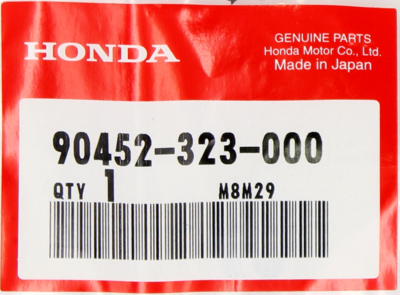 HONDA
GENUINE PARTS
Honda Motor Co., Ltd.
Made in Japan
90452-323-000
QTY 1 M8M29